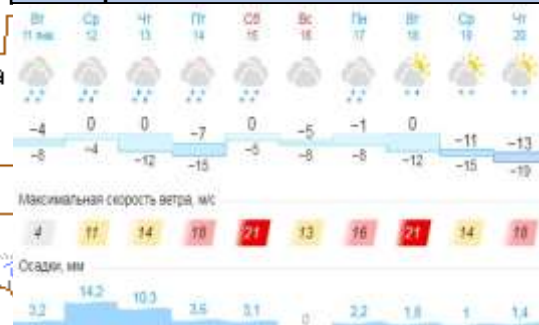 Вт Ср Чт Пт Сб Вс Пн Вт Ср Чт
11 янв 12 13 14 15 16 17 18 19 20
а
-4 0 0 -7 0 -5 -1 0 -11 -13
-8 -4 -12 -15 -5 -8 -8 -12 -15 -19
Максимальная скорость ветра, м/с
4 11 14 18 21 13 16 21 14 18
Осадки, мм
3,2 14,2 10,3 3,6 3,1 0 2,2 1,8 1 1,4